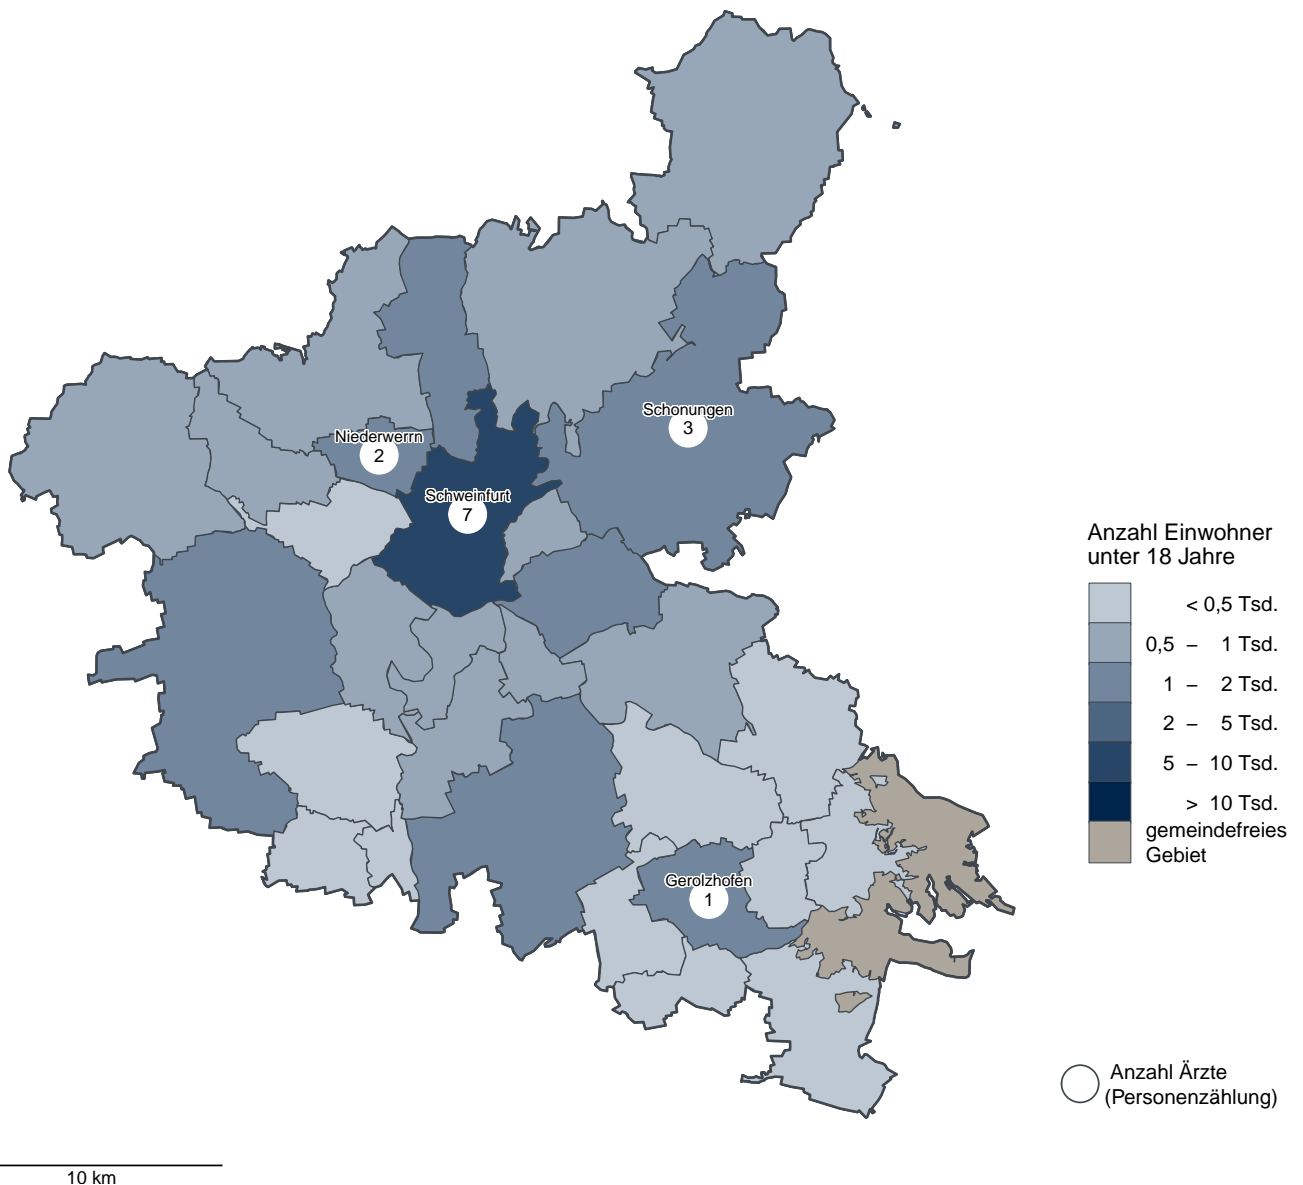 Schonungen
3
Niederwerrn
2
Schweinfurt
7
Gerolzhofen
1
Anzahl Einwohner
unter 18 Jahre
< 0,5 Tsd.
0,5 – 1 Tsd.
1 – 2 Tsd.
2 – 5 Tsd.
5 – 10 Tsd.
> 10 Tsd.
gemeindefreies
Gebiet
Anzahl Ärzte
(Personenzählung)
10 km